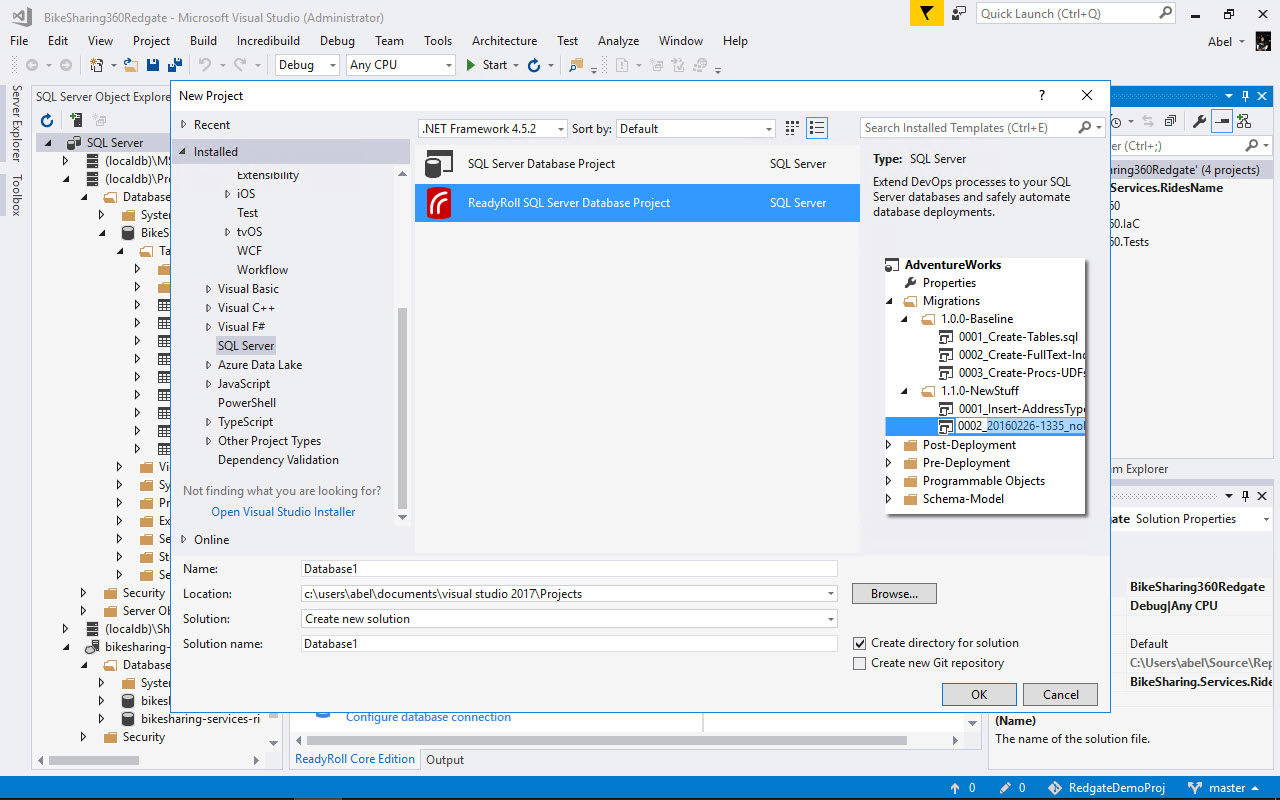 BikeSharing360Redgate - Microsoft Visual Studio (Administrator)
Quick Launch (Ctrl+Q)
File Edit View Project Build Incredibuild Debug Team Tools Architecture Test Analyze Window Help
Abel
Debug Any CPU Start
Server Explorer
Toolbox
SQL Server Object Explore
SQL Server
(localdb)\MS
(localdb)\Pro
Database
Syste
BikeS
Ta
Vi
Sy
Pr
Ex
Se
St
Se
Security
Server Ob
(localdb)\Sh
bikesharing-
Database
Syste
bikesh
bikesharing-services-ri
Security
New Project
?
Recent
Installed
Extensibility
iOS
Test
tvOS
WCF
Workflow
Visual Basic
Visual C++
Visual F#
SQL Server
Azure Data Lake
JavaScript
PowerShell
TypeScript
Other Project Types
Dependency Validation
Not finding what you are looking for?
Open Visual Studio Installer
Online
.NET Framework 4.5.2 Sort by: Default
Search Installed Templates (Ctrl+E)
SQL Server Database Project SQL Server
ReadyRoll SQL Server Database Project SQL Server
Type: SQL Server
Extend DevOps processes to your SQL
Server databases and safely automate
database deployments.
AdventureWorks
Properties
Migrations
1.0.0-Baseline
0001_Create-Tables.sql
0002_Create-FullText-Ind
0003_Create-Procs-UDFs
1.1.0-NewStuff
0001_Insert-AddressType
0002_20160226-1335_nol
Post-Deployment
Pre-Deployment
Programmable Objects
Schema-Model
Name: Database1
Location: c:\users\abel\documents\visual studio 2017\Projects Browse...
Solution: Create new solution
Solution name: Database1
Create directory for solution
Create new Git repository
OK Cancel
rer (Ctrl+;)
ring360Redgate' (4 projects)
Services.RidesName
60
60.IaC
60.Tests
m Explorer
gate Solution Properties
BikeSharing360Redgate
Debug|Any CPU
Default
C:\Users\abel\Source\Rep
BikeSharing.Services.Ride
(Name)
The name of the solution file.
Configure database connection
ReadyRoll Core Edition Output
0 0 RedgateDemoProj master